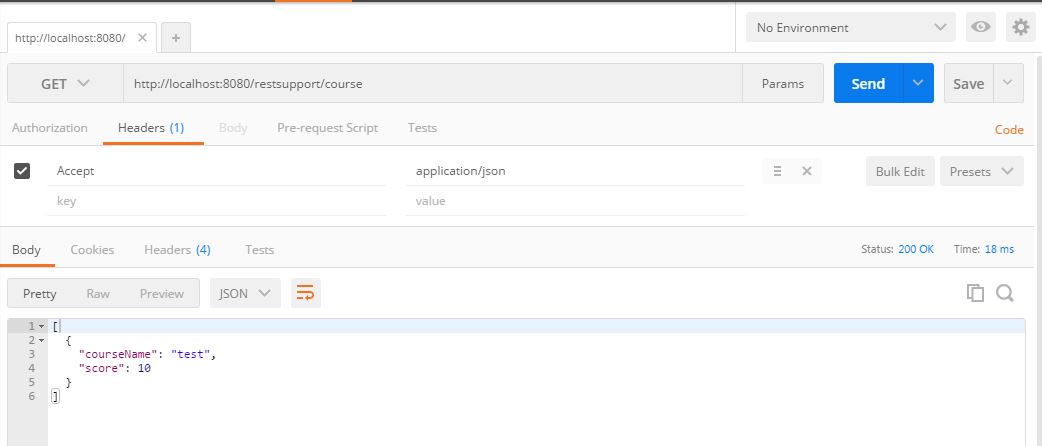 http://localhost:8080/
No Environment
GET http://localhost:8080/restsupport/course Params Send Save
Authorization Headers (1) Body Pre-request Script Tests Code
Accept application/json Bulk Edit Presets
key value
Body Cookies Headers (4) Tests Status: 200 OK Time: 18 ms
Pretty Raw Preview JSON
1 [
2 {
3 "courseName": "test",
4 "score": 10
5 }
6 ]